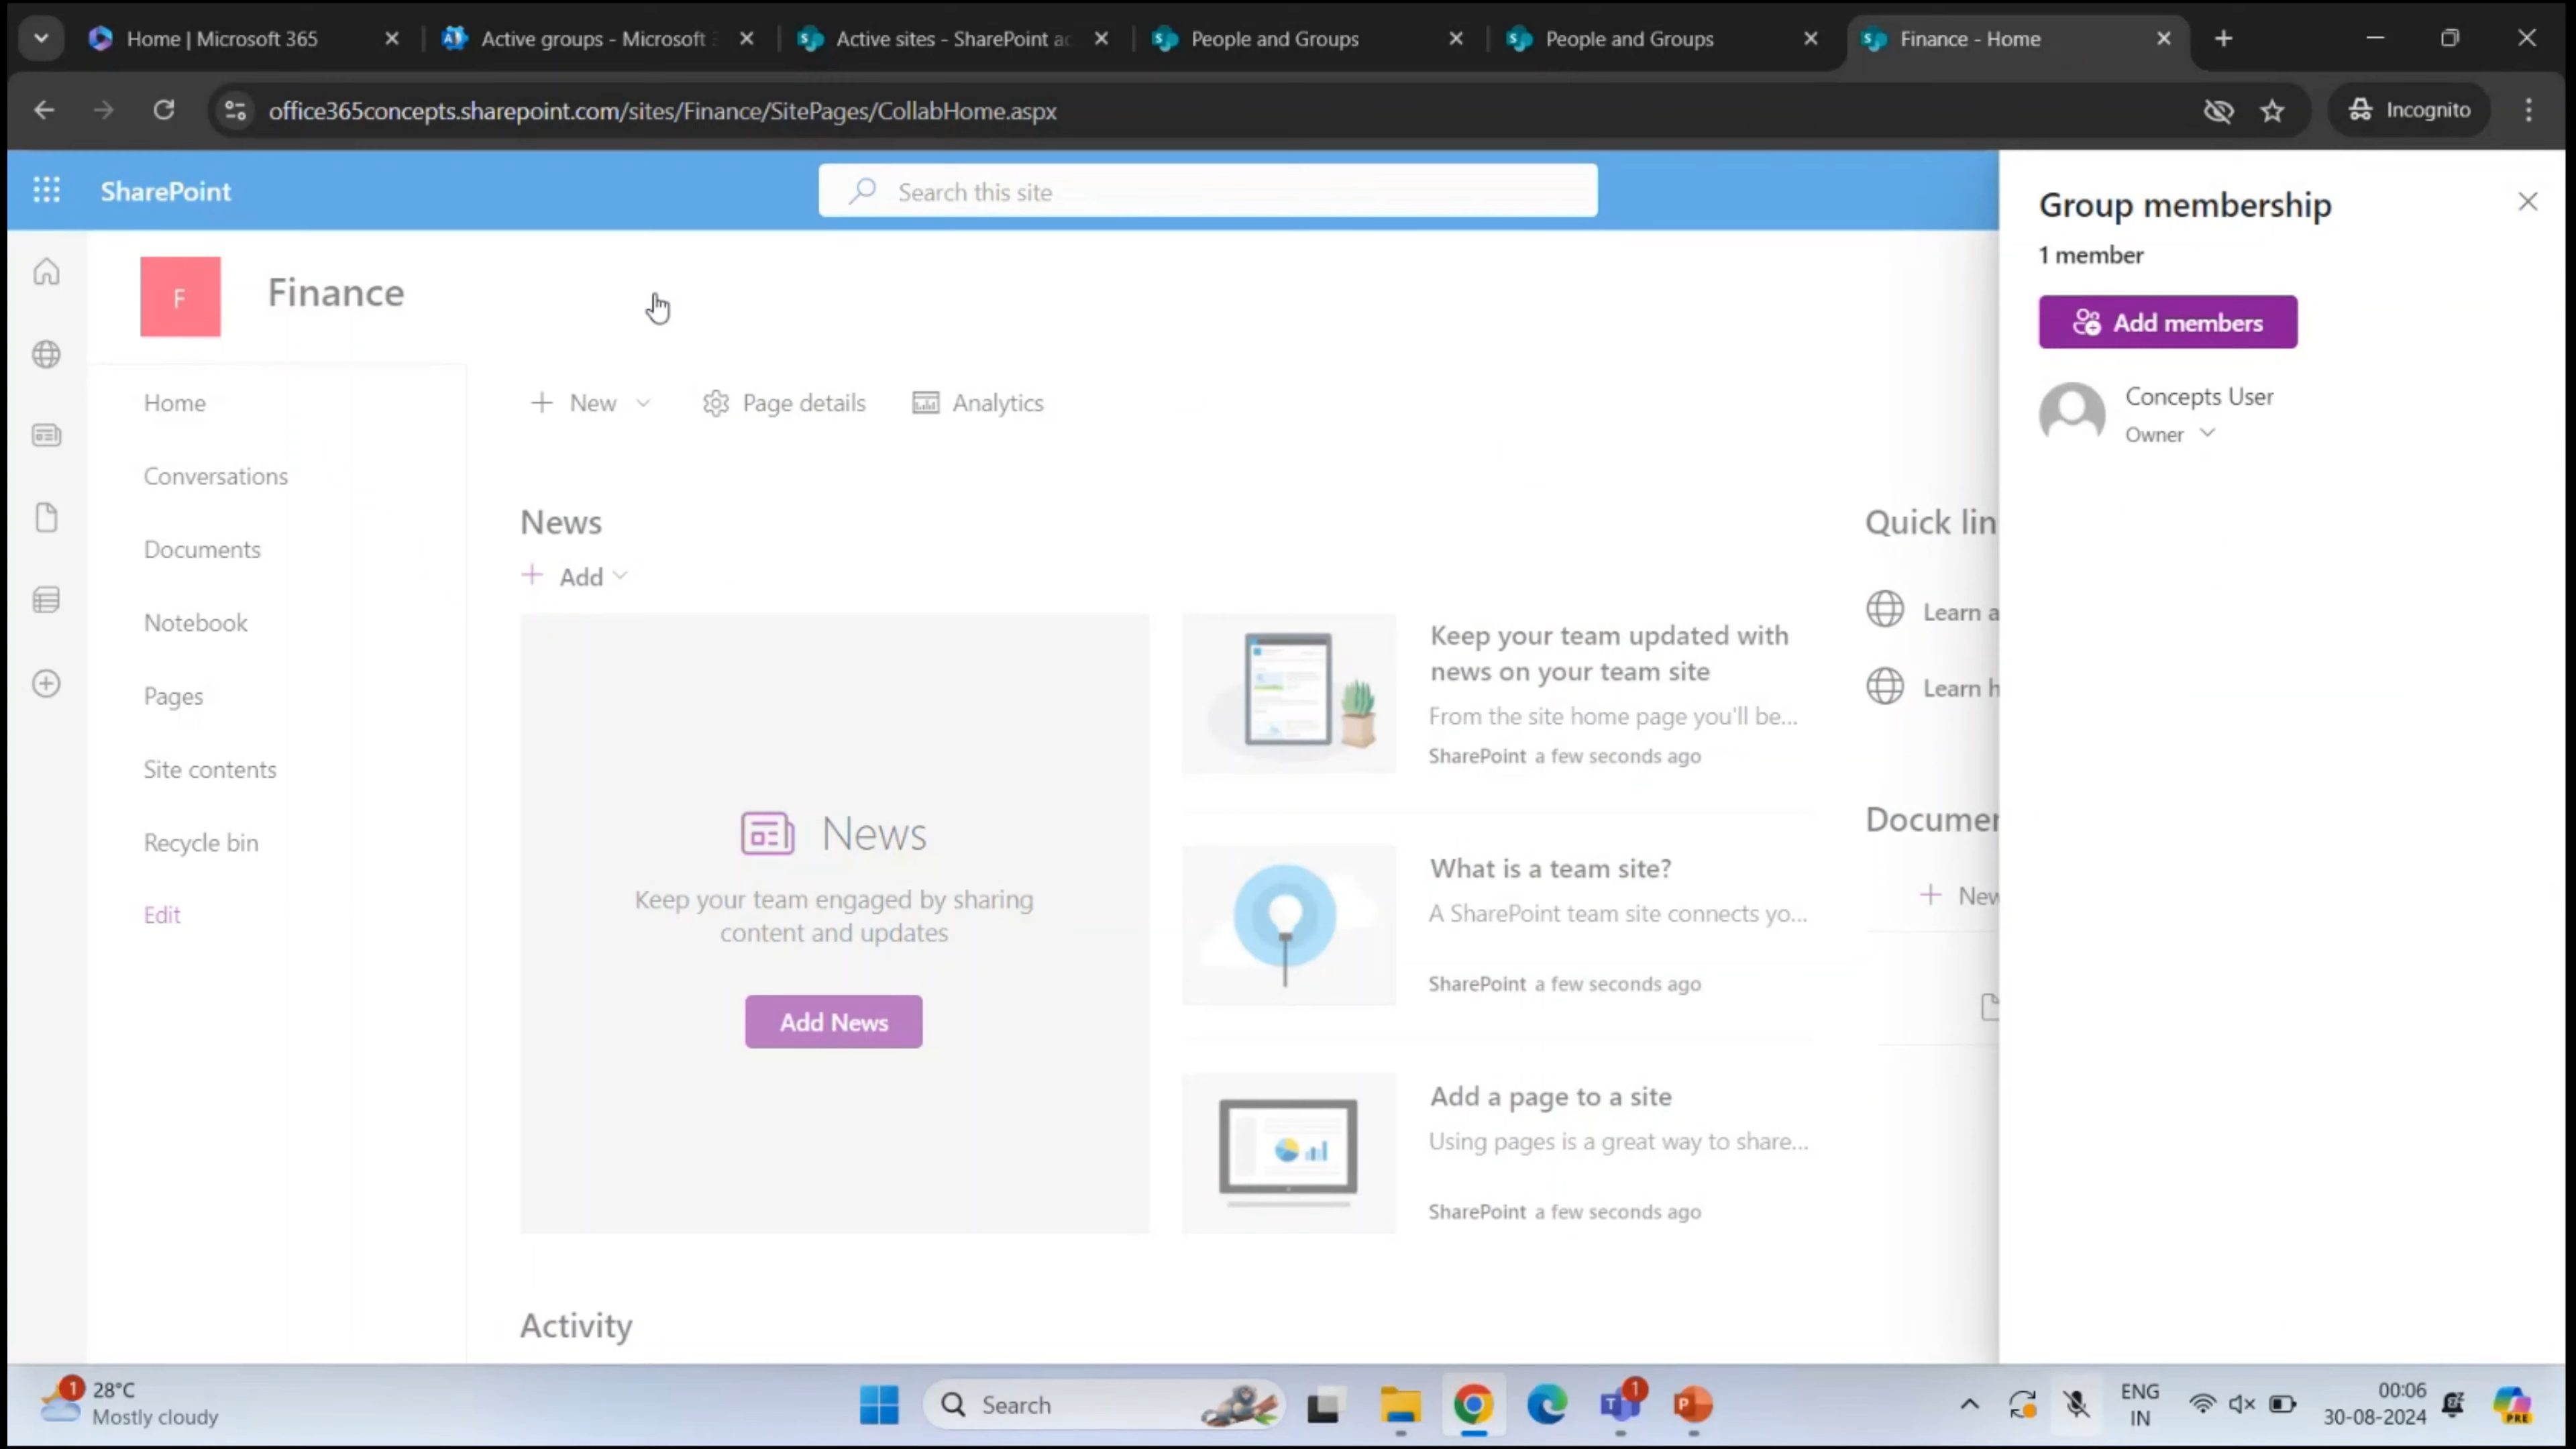 Home | Microsoft 365
Active groups - Microsoft
Active sites - SharePoint ad
People and Groups
People and Groups
Finance - Home
office365concepts.sharepoint.com/sites/Finance/SitePages/CollabHome.aspx
Incognito
SharePoint
Search this site
F
Finance
Home
Conversations
Documents
Notebook
Pages
Site contents
Recycle bin
Edit
New
Page details
Analytics
News
Add
News
Keep your team engaged by sharing
content and updates
Add News
Keep your team updated with
news on your team site
From the site home page you'll be...
SharePoint a few seconds ago
What is a team site?
A SharePoint team site connects yo...
SharePoint a few seconds ago
Add a page to a site
Using pages is a great way to share...
SharePoint a few seconds ago
Activity
Quick lin
Learn a
Learn h
Documen
New
Group membership
1 member
Add members
Concepts User
Owner
1
28°C
Mostly cloudy
Search
1
ENG
IN
00:06
30-08-2024
PRE